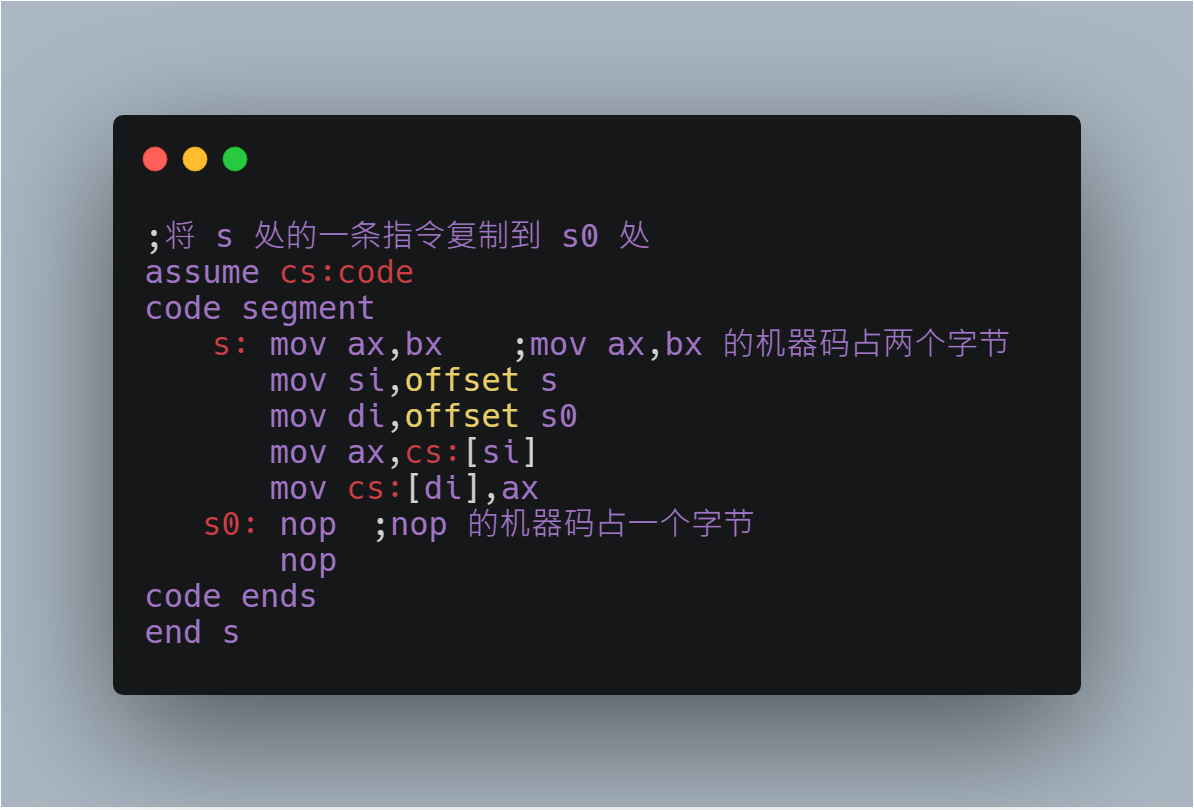 ;将 s 处的一条指令复制到 s0 处
assume cs:code
code segment
    s: mov ax,bx    ;mov ax,bx 的机器码占两个字节
       mov si,offset s
       mov di,offset s0
       mov ax,cs:[si]
       mov cs:[di],ax
   s0: nop  ;nop 的机器码占一个字节
       nop
code ends
end s